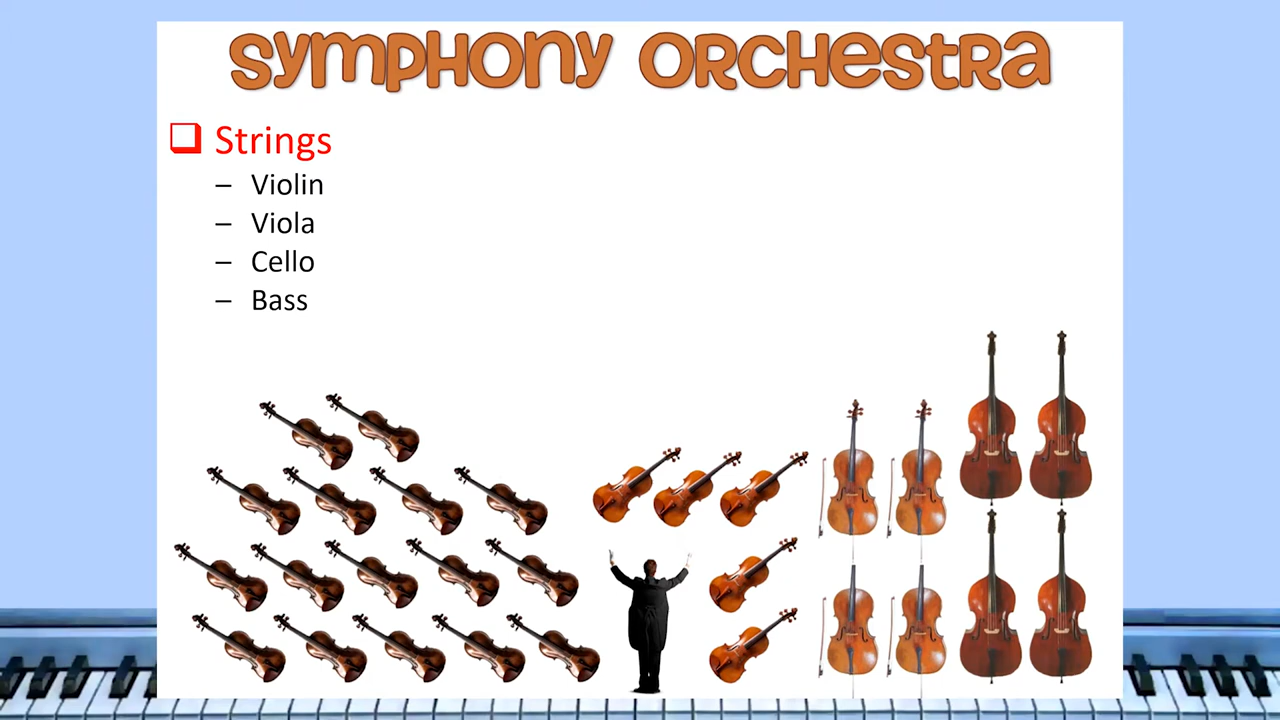 SYMPHONY ORCHESTRA
❑ Strings
– Violin
– Viola
– Cello
– Bass